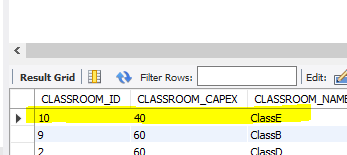 Result Grid Filter Rows: Edit:
CLASSROOM_ID CLASSROOM_CAPEX CLASSROOM_NAME
10 40 ClassE
9 60 ClassB
2 60 ClassD